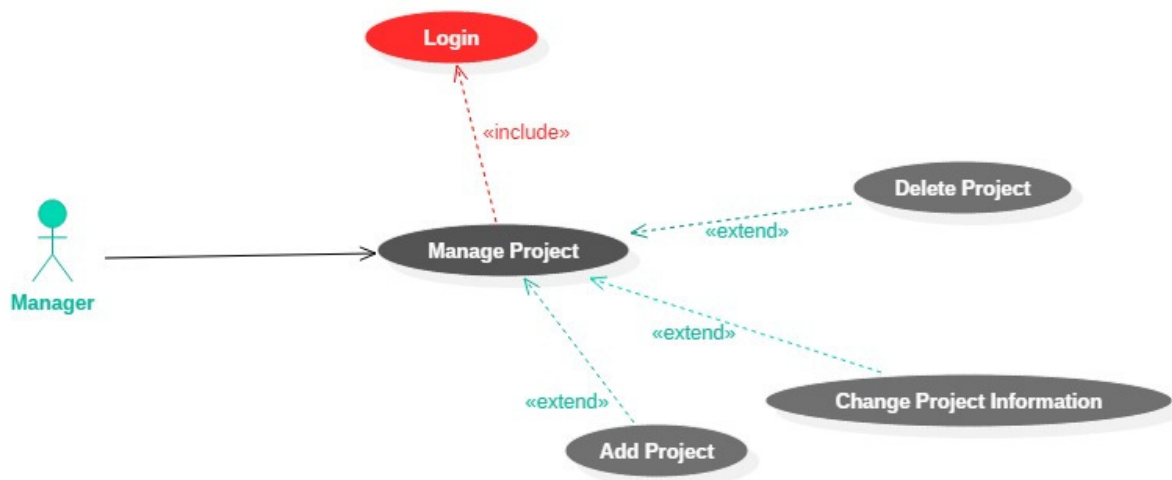 Login
«include»
Delete Project
«extend»
Manage Project
Manager
«extend»
Change Project Information
«extend»
Add Project